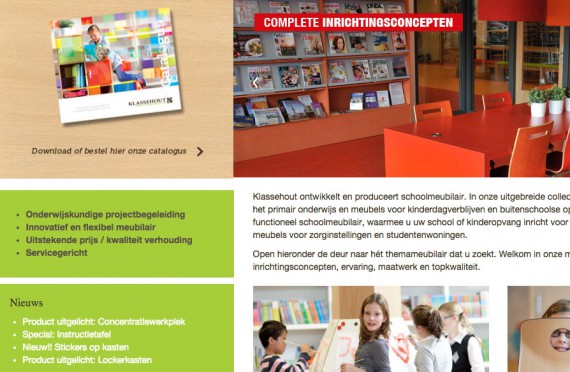 KLASSEHOUT
Download of bestel hier onze catalogus
COMPLETE INRICHTINGSCONCEPTEN
Onderwijskundige projectbegeleiding
Innovatief en flexibel meubilair
Uitstekende prijs / kwaliteit verhouding
Servicegericht
Nieuws
Product uitgelicht: Concentratiewerkplek
Special: Instructietafel
Nieuw!! Stickers op kasten
Product uitgelicht: Lockerkasten
Klassehout ontwikkelt en produceert schoolmeubilair. In onze uitgebreide collec
het primair onderwijs en meubels voor kinderdagverblijven en buitenschoolse op
functioneel schoolmeubilair, waarmee u uw school of kinderopvang inricht voor
meubels voor zorginstellingen en studentenwoningen.
Open hieronder de deur naar hét themameubilair dat u zoekt. Welkom in onze m
inrichtingsconcepten, ervaring, maatwerk en topkwaliteit.